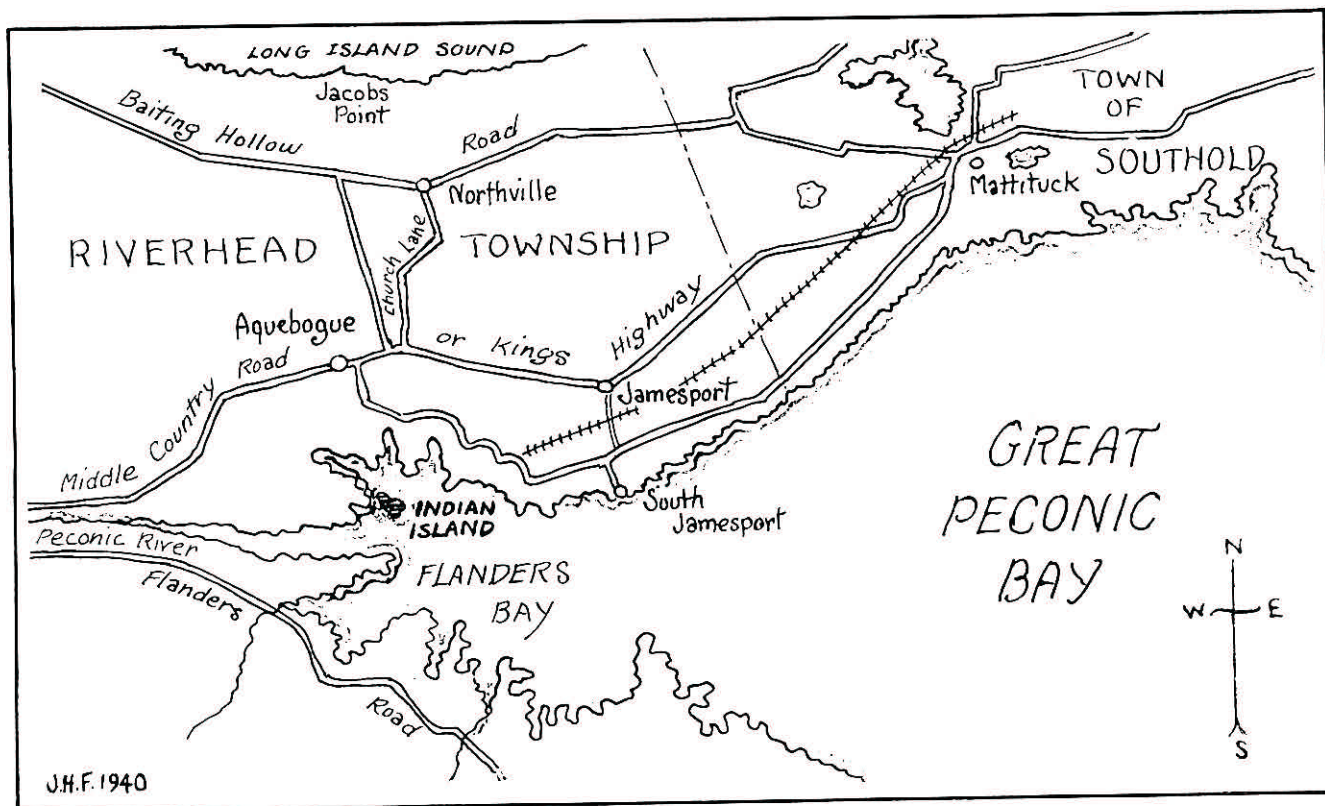 LONG ISLAND SOUND
Jacobs
Point
Baiting Hollow Road
Northville
TOWN
OF
SOUTHOLD
Mattituck
RIVERHEAD TOWNSHIP
Church Lane
Aquebogue
Middle Country Road or Kings Highway
Jamesport
South
Jamesport
INDIAN
ISLAND
Peconic River
Flanders Road
FLANDERS
BAY
GREAT
PECONIC
BAY
N
W E
S
J.H.F. 1940